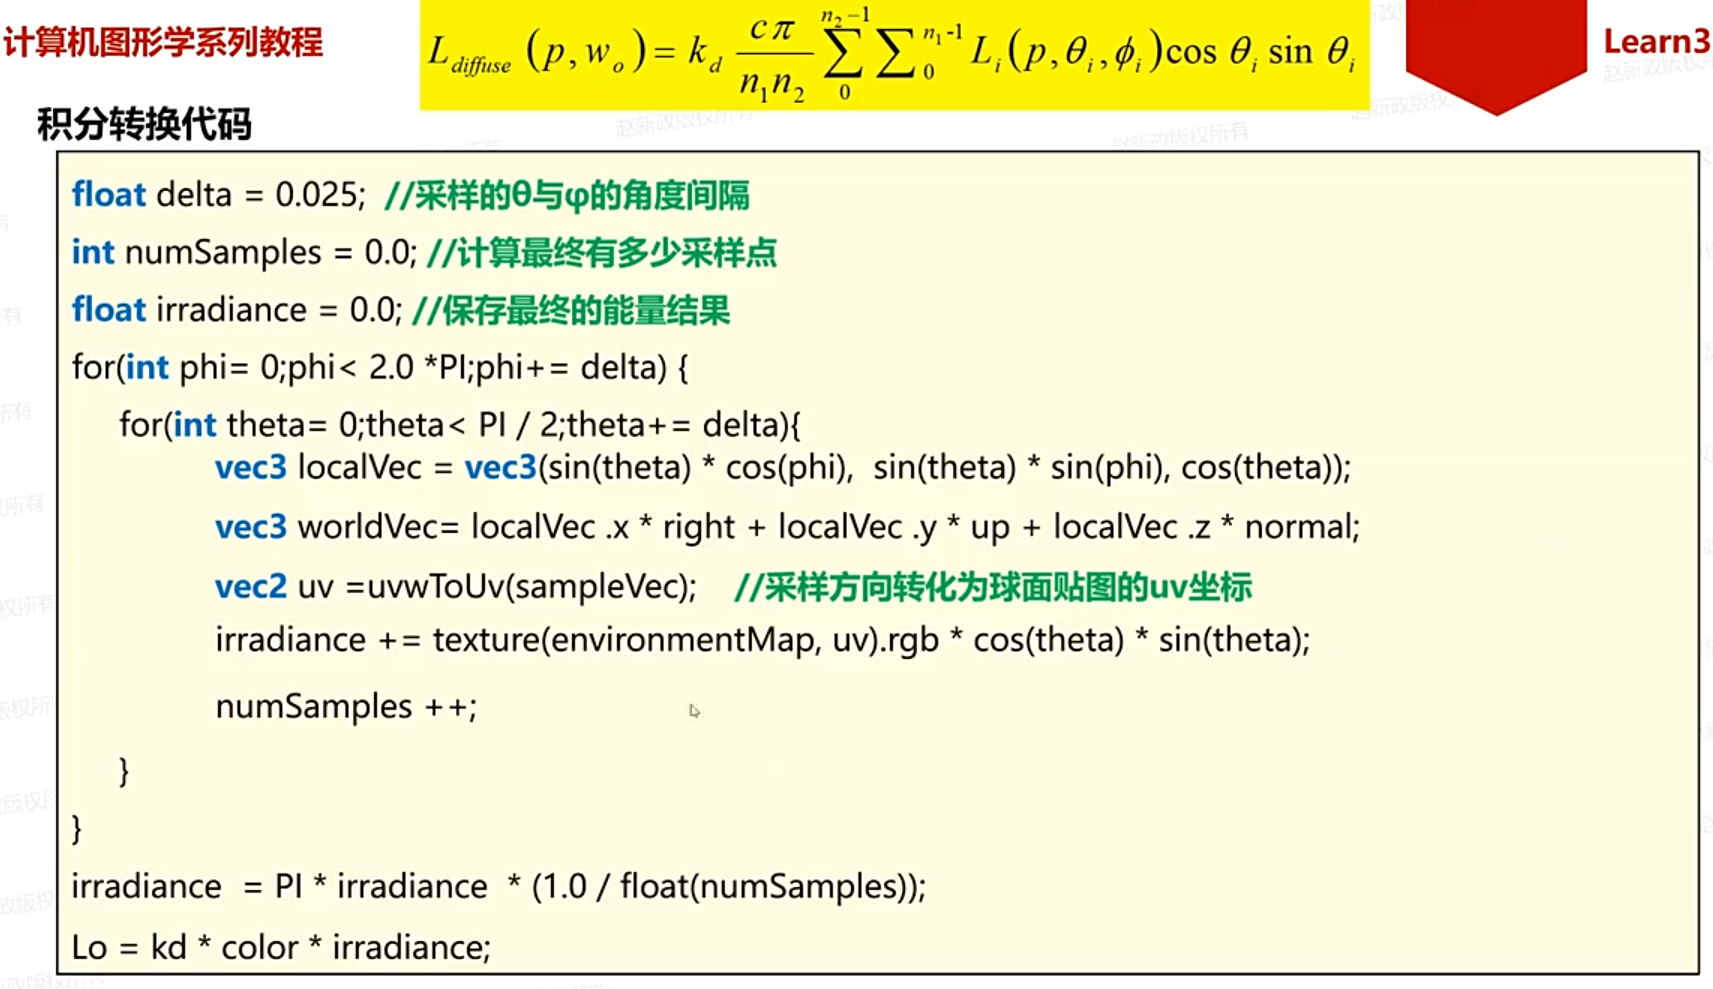 计算机图形学系列教程
L_diffuse (p, w_o) = k_d \frac{cπ}{n_1 n_2} \sum_{0}^{n_2-1} \sum_{0}^{n_1-1} L_i(p, θ_i, ϕ_i) cos θ_i sin θ_i
Learn3
积分转换代码
float delta = 0.025; //采样的θ与φ的角度间隔
int numSamples = 0.0; //计算最终有多少采样点
float irradiance = 0.0; //保存最终的能量结果
for(int phi= 0;phi< 2.0 *PI;phi+= delta) {
for(int theta= 0;theta< PI / 2;theta+= delta){
vec3 localVec = vec3(sin(theta) * cos(phi), sin(theta) * sin(phi), cos(theta));
vec3 worldVec= localVec .x * right + localVec .y * up + localVec .z * normal;
vec2 uv =uvwToUv(sampleVec); //采样方向转化为球面贴图的uv坐标
irradiance += texture(environmentMap, uv).rgb * cos(theta) * sin(theta);
numSamples ++;
}
}
irradiance = PI * irradiance * (1.0 / float(numSamples));
Lo = kd * color * irradiance;
赵新政版权所有